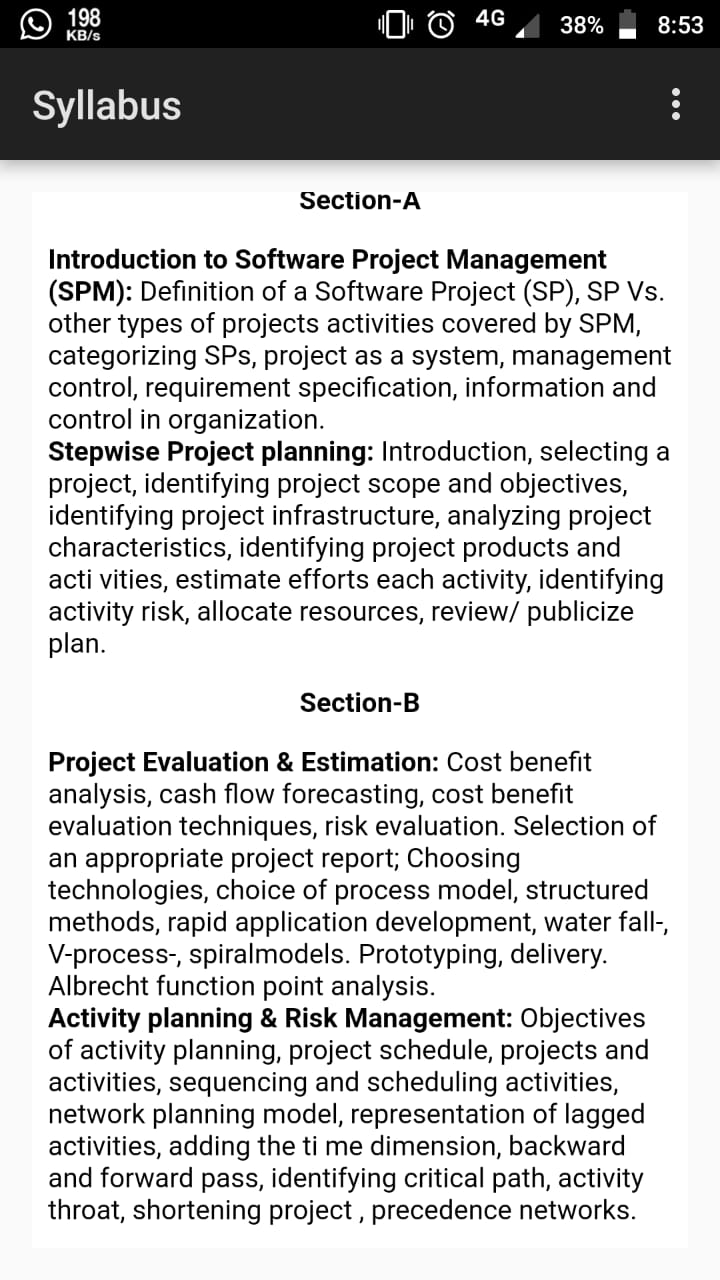 198
KB/s
4G
38%
8:53
Syllabus
Section-A
Introduction to Software Project Management
(SPM): Definition of a Software Project (SP), SP Vs.
other types of projects activities covered by SPM,
categorizing SPs, project as a system, management
control, requirement specification, information and
control in organization.
Stepwise Project planning: Introduction, selecting a
project, identifying project scope and objectives,
identifying project infrastructure, analyzing project
characteristics, identifying project products and
acti vities, estimate efforts each activity, identifying
activity risk, allocate resources, review/ publicize
plan.
Section-B
Project Evaluation & Estimation: Cost benefit
analysis, cash flow forecasting, cost benefit
evaluation techniques, risk evaluation. Selection of
an appropriate project report; Choosing
technologies, choice of process model, structured
methods, rapid application development, water fall-,
V-process-, spiralmodels. Prototyping, delivery.
Albrecht function point analysis.
Activity planning & Risk Management: Objectives
of activity planning, project schedule, projects and
activities, sequencing and scheduling activities,
network planning model, representation of lagged
activities, adding the ti me dimension, backward
and forward pass, identifying critical path, activity
throat, shortening project , precedence networks.